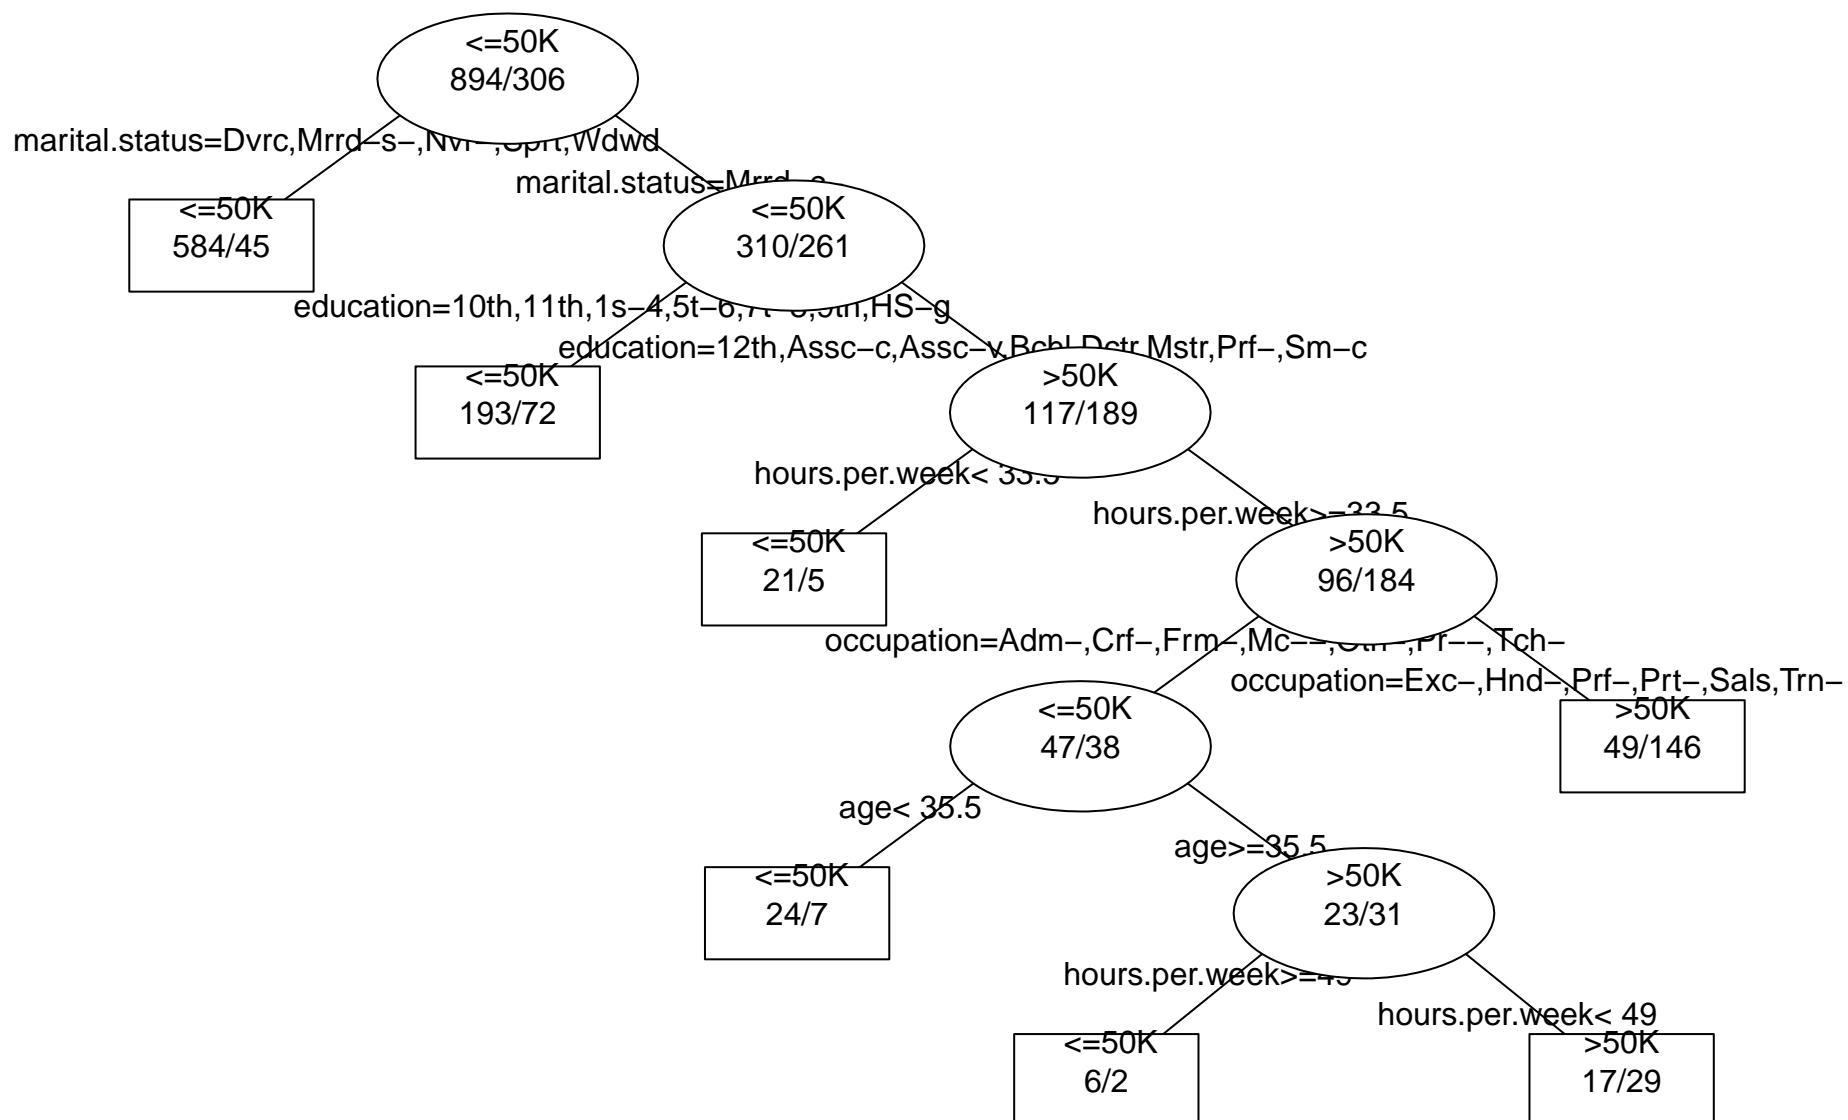 <=50K
894/306
marital.status=Dvrc,Mrrd−s−,Nvr−,Sprt,Wdwd
marital.status=Mrrd−c
<=50K
584/45
<=50K
310/261
education=10th,11th,1s−4,5t−6,7t−8,9th,HS−g
education=12th,Assc−c,Assc−v,Bchl,Dctr,Mstr,Prf−,Sm−c
<=50K
193/72
>50K
117/189
hours.per.week< 33.5
hours.per.week>=33.5
<=50K
21/5
>50K
96/184
occupation=Adm−,Crf−,Frm−,Mc−−,Oth−,Pr−−,Tch−
occupation=Exc−,Hnd−,Prf−,Prt−,Sals,Trn−
<=50K
47/38
>50K
49/146
age< 35.5
age>=35.5
<=50K
24/7
>50K
23/31
hours.per.week>=49
hours.per.week< 49
<=50K
6/2
>50K
17/29